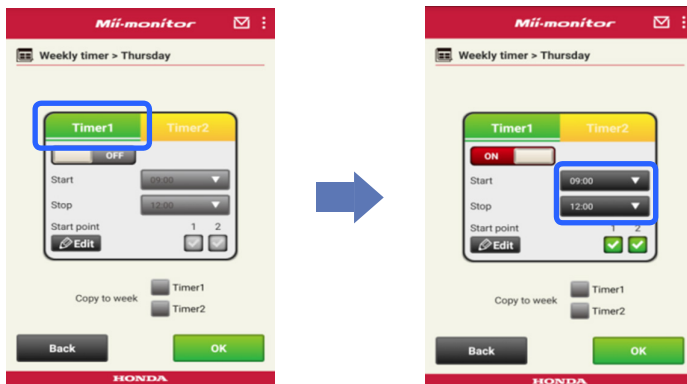 Mii-monitor
Weekly timer > Thursday
Timer1 Timer2
OFF
Start 09:00
Stop 12:00
Start point 1 2
Edit
Copy to week Timer1
Timer2
Back OK
HONDA
Mii-monitor
Weekly timer > Thursday
Timer1 Timer2
ON
Start 09:00
Stop 12:00
Start point 1 2
Edit
Copy to week Timer1
Timer2
Back OK
HONDA